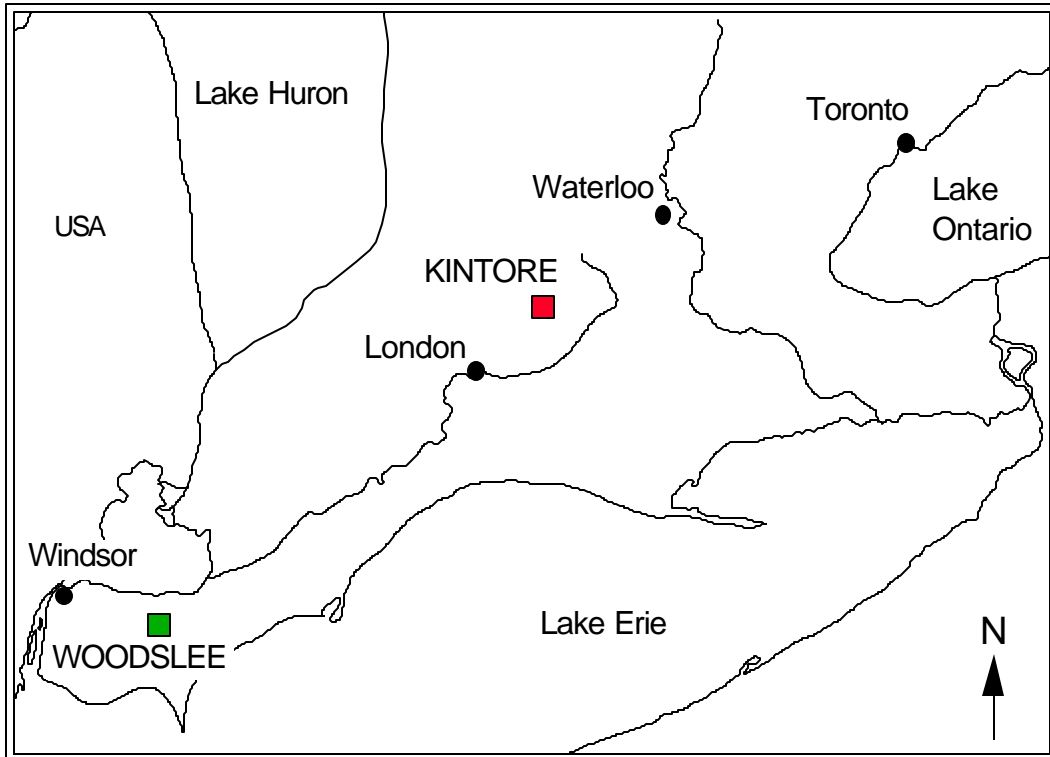 Lake Huron
Toronto
Waterloo
Lake
Ontario
USA
KINTORE
London
Windsor
Lake Erie
N
WOODSLEE